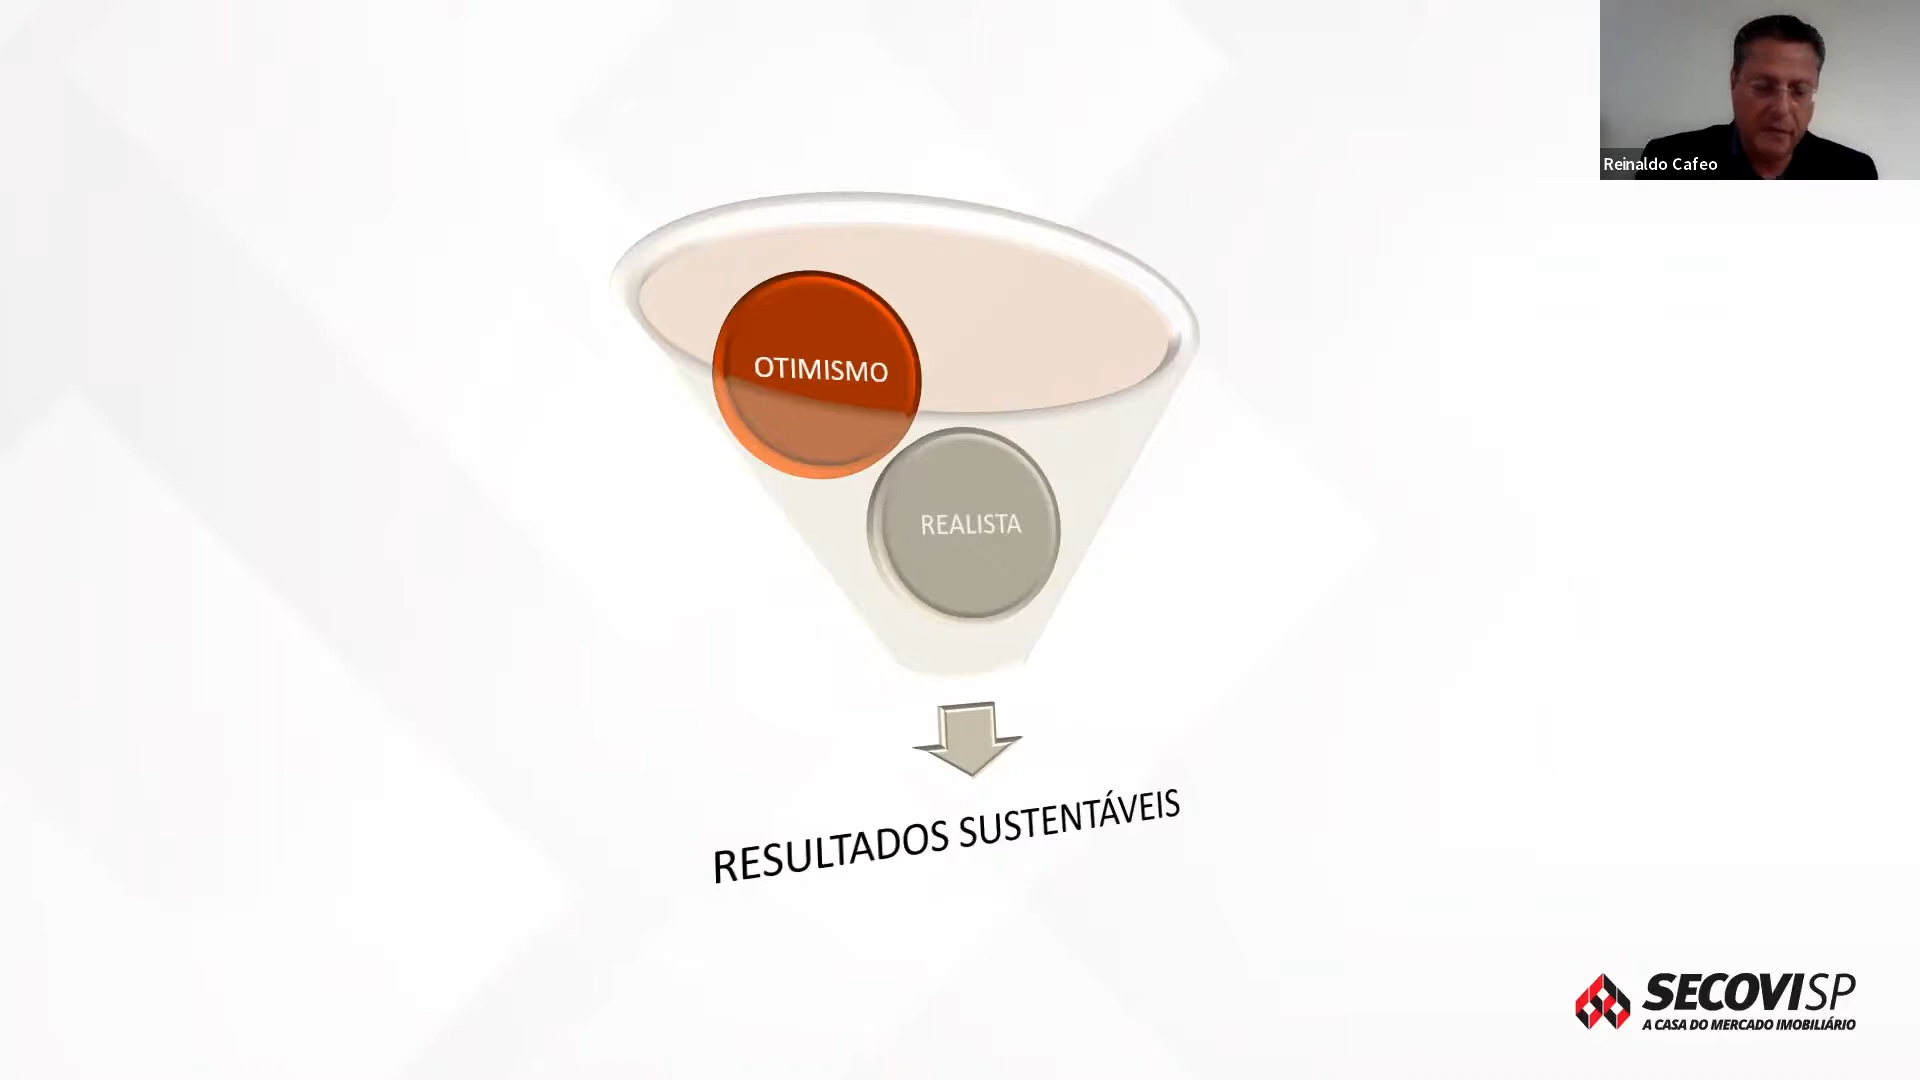 Reinaldo Cafeo
OTIMISMO
REALISTA
RESULTADOS SUSTENTÁVEIS
SECOVISP
A CASA DO MERCADO IMOBILIÁRIO